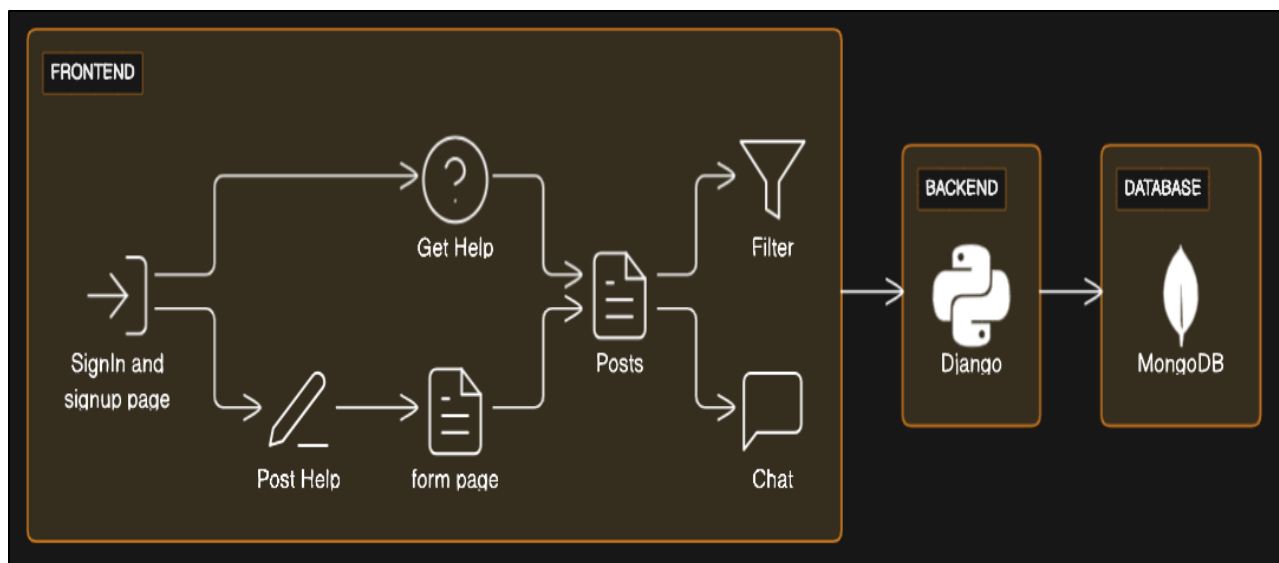 FRONTEND
Get Help
Filter
SignIn and
signup page
Post Help
form page
Posts
Chat
BACKEND
Django
DATABASE
MongoDB